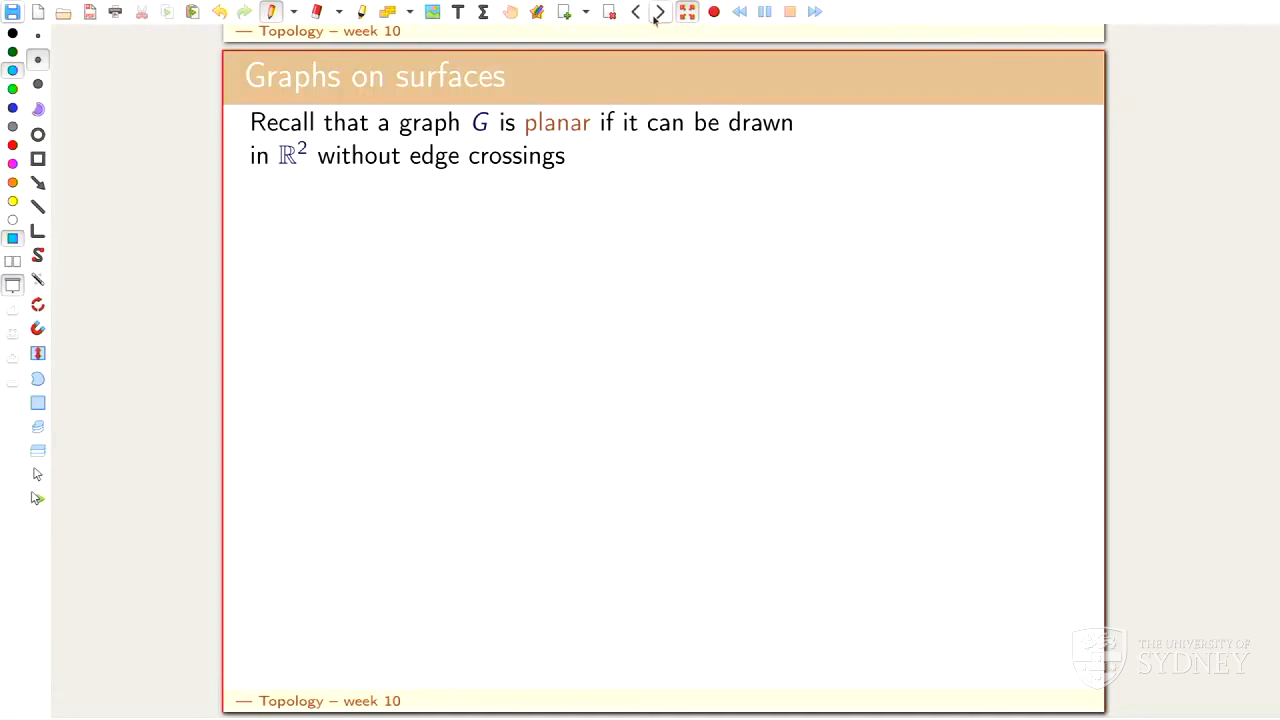 — Topology – week 10
Graphs on surfaces
Recall that a graph G is planar if it can be drawn
in ℝ² without edge crossings
THE UNIVERSITY OF
SYDNEY
— Topology – week 10